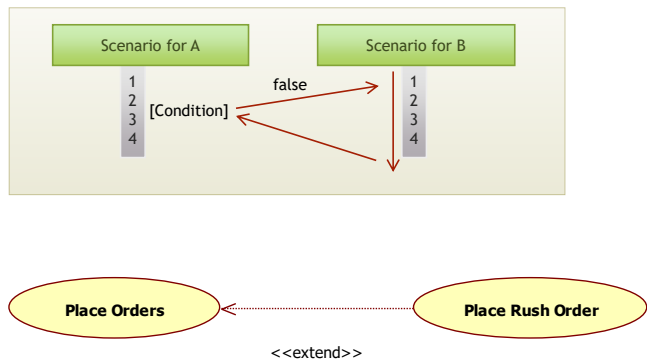 Scenario for A
Scenario for B
1
2
3
4
[Condition]
false
1
2
3
4
Place Orders
Place Rush Order
<<extend>>